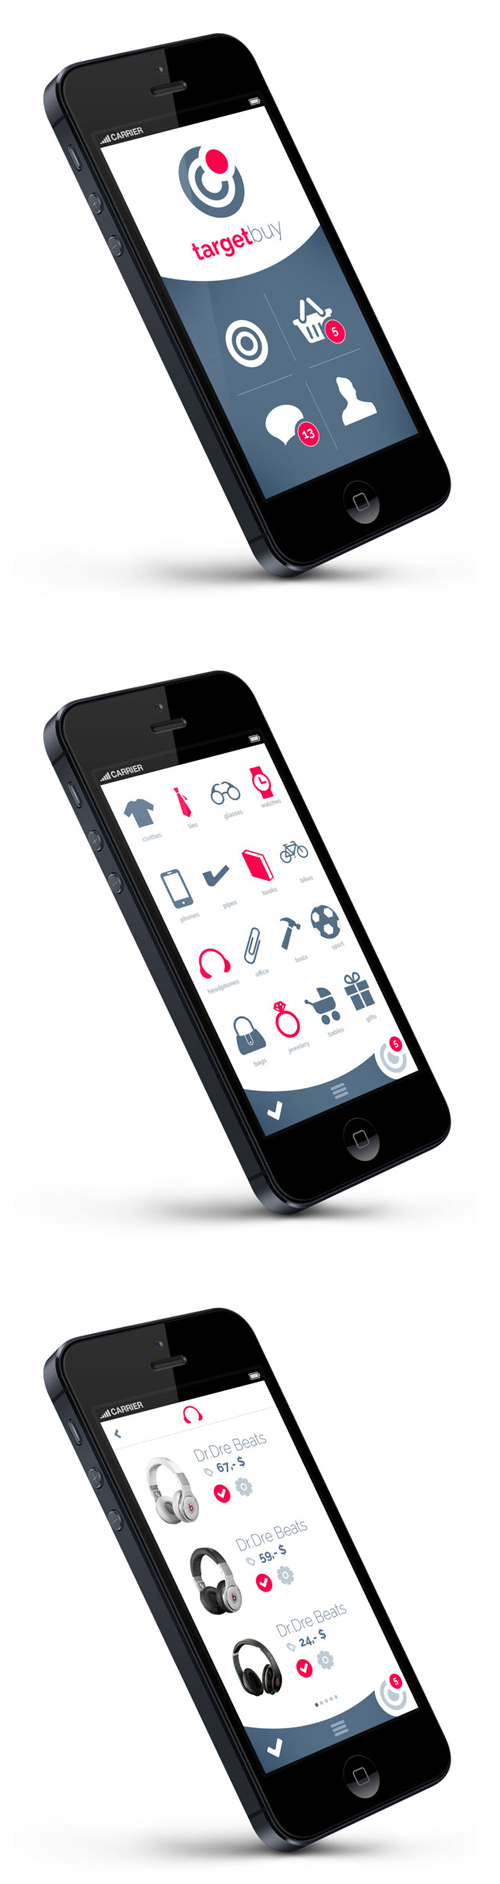 CARRIER
targetbuy
5
13
CARRIER
clothes
ties
glasses
watches
phones
pipes
books
bikes
headphones
office
tools
sport
bags
jewelery
babies
gifts
5
CARRIER
Dr.Dre Beats
67,- $
Dr.Dre Beats
59,- $
Dr.Dre Beats
24,- $
5